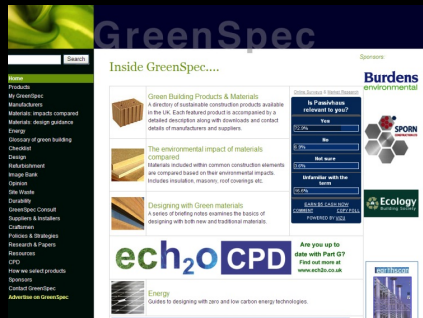 GreenSpec
Sponsors:
Search
Inside GreenSpec....
Burdens
environmental
Home
Products
My GreenSpec
Manufacturers
Materials: impacts compared
Materials: design guidance
Energy
Glossary of green building
Checklist
Design
Refurbishment
Image Bank
Opinion
Site Waste
Durability
GreenSpec Consult
Suppliers & Installers
Craftsmen
Policies & Strategies
Research & Papers
Resources
CPD
How we select products
Sponsors
Contact GreenSpec
Advertise on GreenSpec
Green Building Products & Materials
A directory of sustainable construction products available
in the UK. Each featured product is accompanied by a
detailed description along with downloads and contact
details of manufacturers and suppliers.
The environmental impact of materials
compared
Materials included within common construction elements
are compared based on their environmental impacts.
Includes insulation, masonry, roof coverings etc.
Designing with Green materials
A series of briefing notes examines the basics of
designing with both new and traditional materials.
Online Surveys & Market Research
Is Passivhaus
relevant to you?
Yes
72.9%
No
Not sure
Unfamiliar with the
term
EARN $5 CASH NOW
COMMENT COPY POLL
POWERED BY
SPORN
Ecology
Building Society
ech2o CPD
Are you up
to date with Part G?
Find out more at
www.ech2o.co.uk
Energy
Guides to designing with zero and low carbon energy technologies.